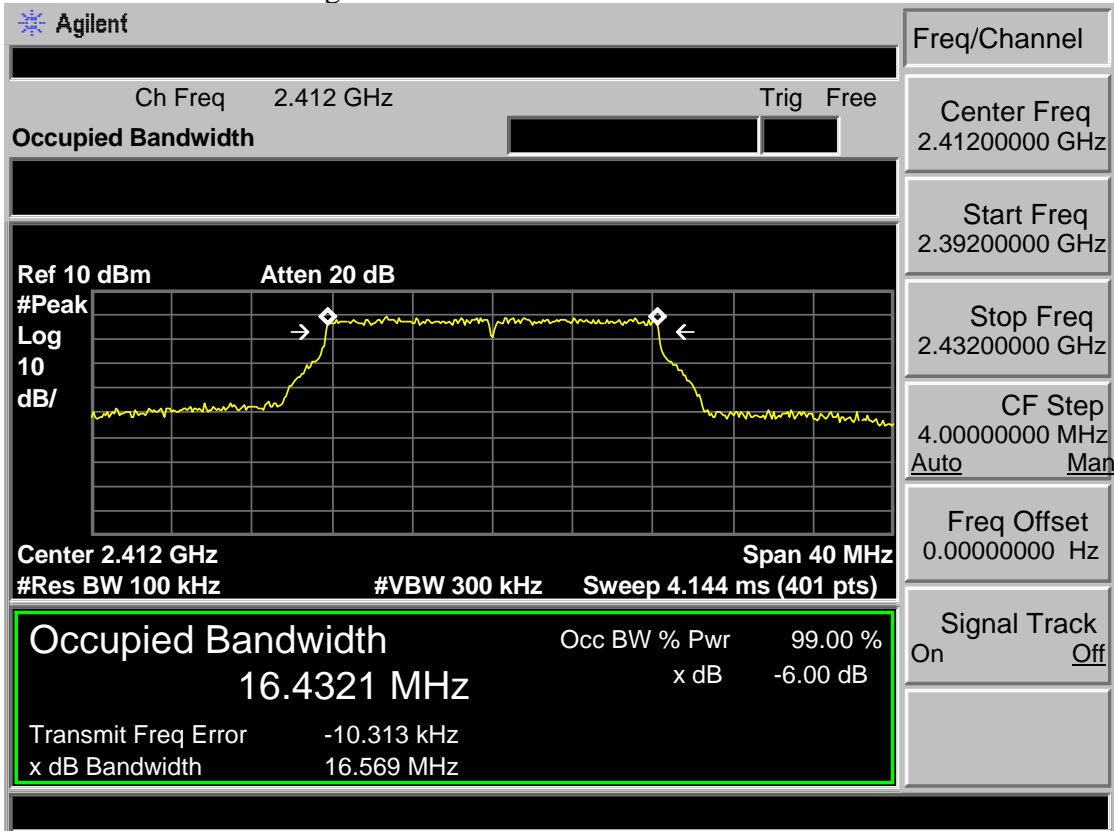 Agilent
Freq/Channel
Ch Freq 2.412 GHz Trig Free
Occupied Bandwidth
Center Freq
2.41200000 GHz
Start Freq
2.39200000 GHz
Stop Freq
2.43200000 GHz
CF Step
4.00000000 MHz
Auto Man
Freq Offset
0.00000000 Hz
Signal Track
On Off
Ref 10 dBm Atten 20 dB
#Peak
Log
10
dB/
Center 2.412 GHz Span 40 MHz
#Res BW 100 kHz #VBW 300 kHz Sweep 4.144 ms (401 pts)
Occupied Bandwidth Occ BW % Pwr 99.00 %
16.4321 MHz x dB -6.00 dB
Transmit Freq Error -10.313 kHz
x dB Bandwidth 16.569 MHz